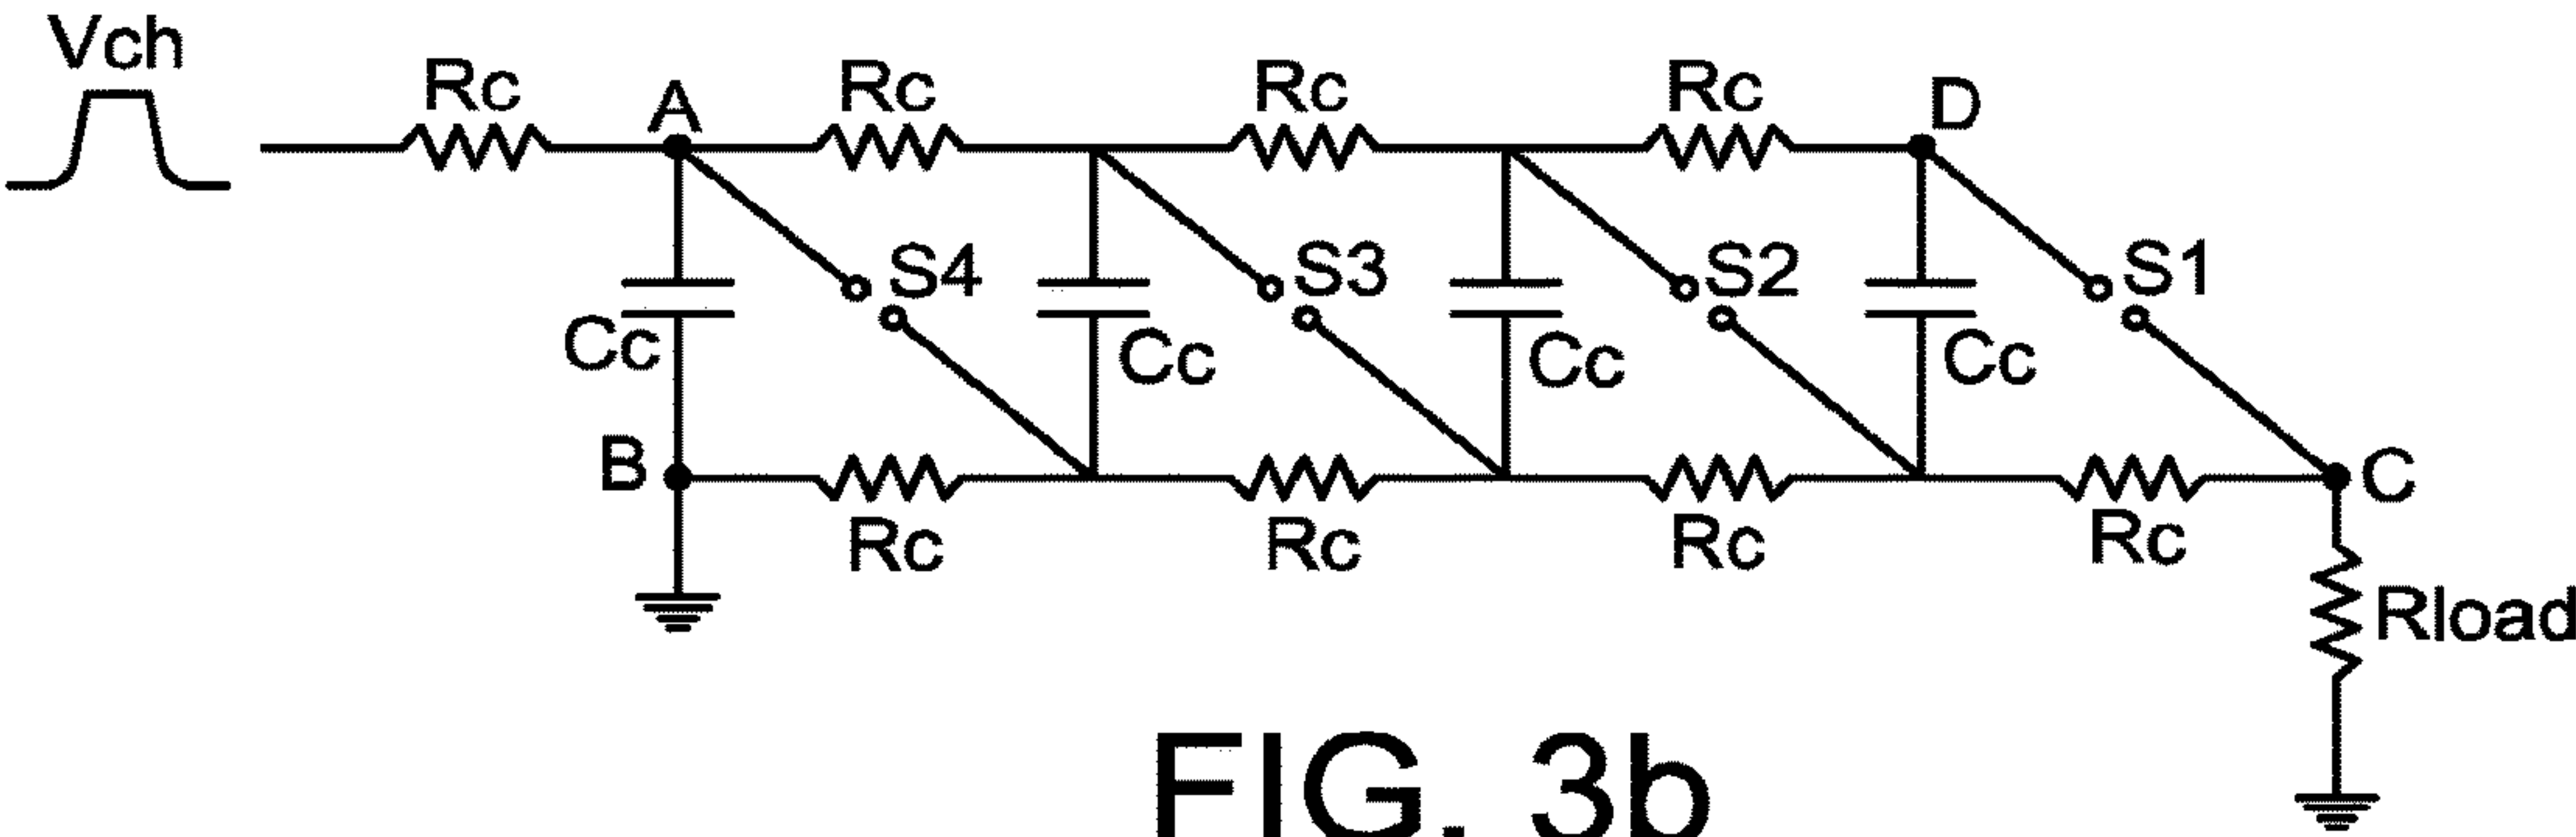 Vch
Rc A Rc Rc Rc D
S4 S3 S2 S1
Cc Cc Cc Cc
B C
Rc Rc Rc Rc
Rload
FIG. 3b